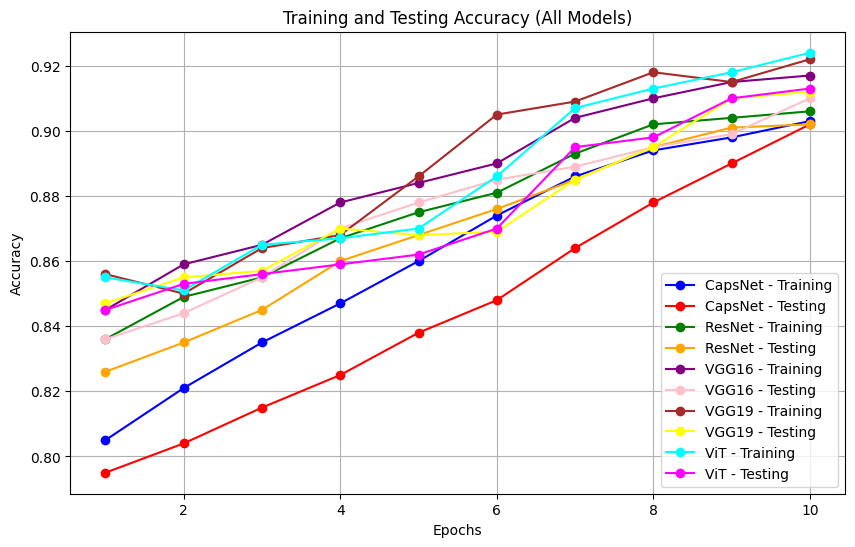 Training and Testing Accuracy (All Models)
Accuracy
0.92
0.90
0.88
0.86
0.84
0.82
0.80
2
4
6
8
10
Epochs
CapsNet - Training
CapsNet - Testing
ResNet - Training
ResNet - Testing
VGG16 - Training
VGG16 - Testing
VGG19 - Training
VGG19 - Testing
ViT - Training
ViT - Testing